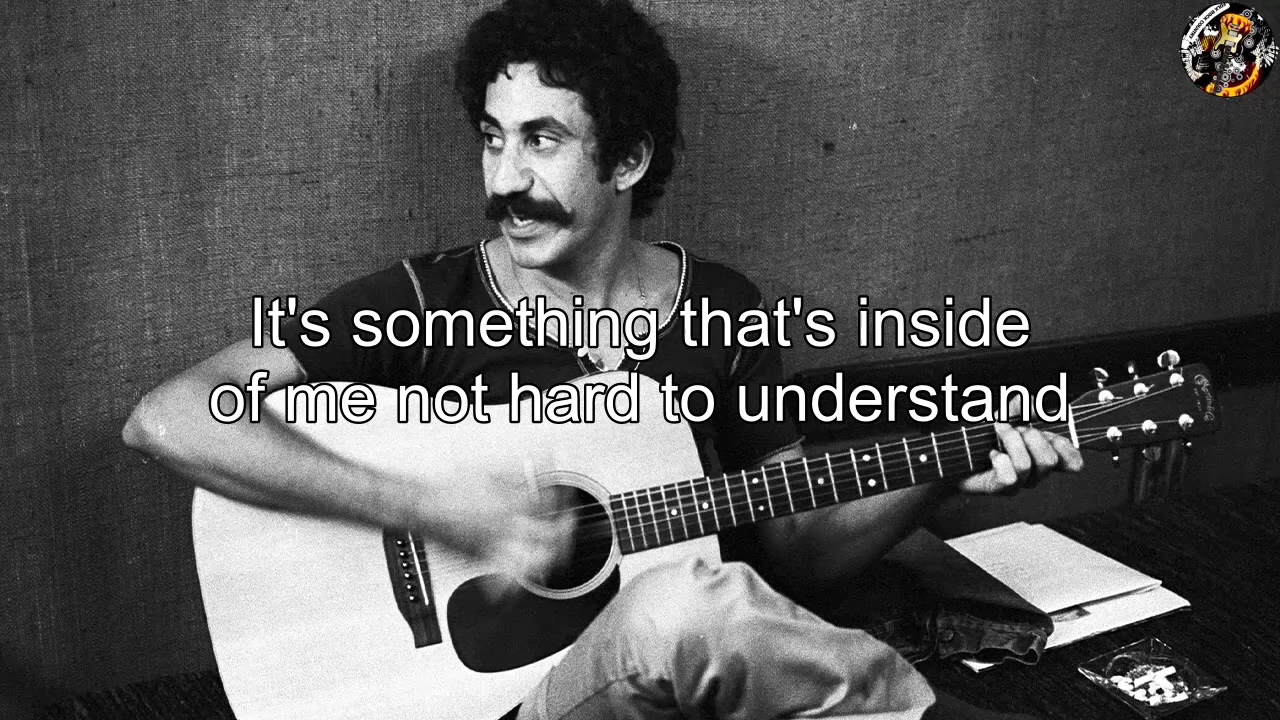 It's something that's inside
of me not hard to understand